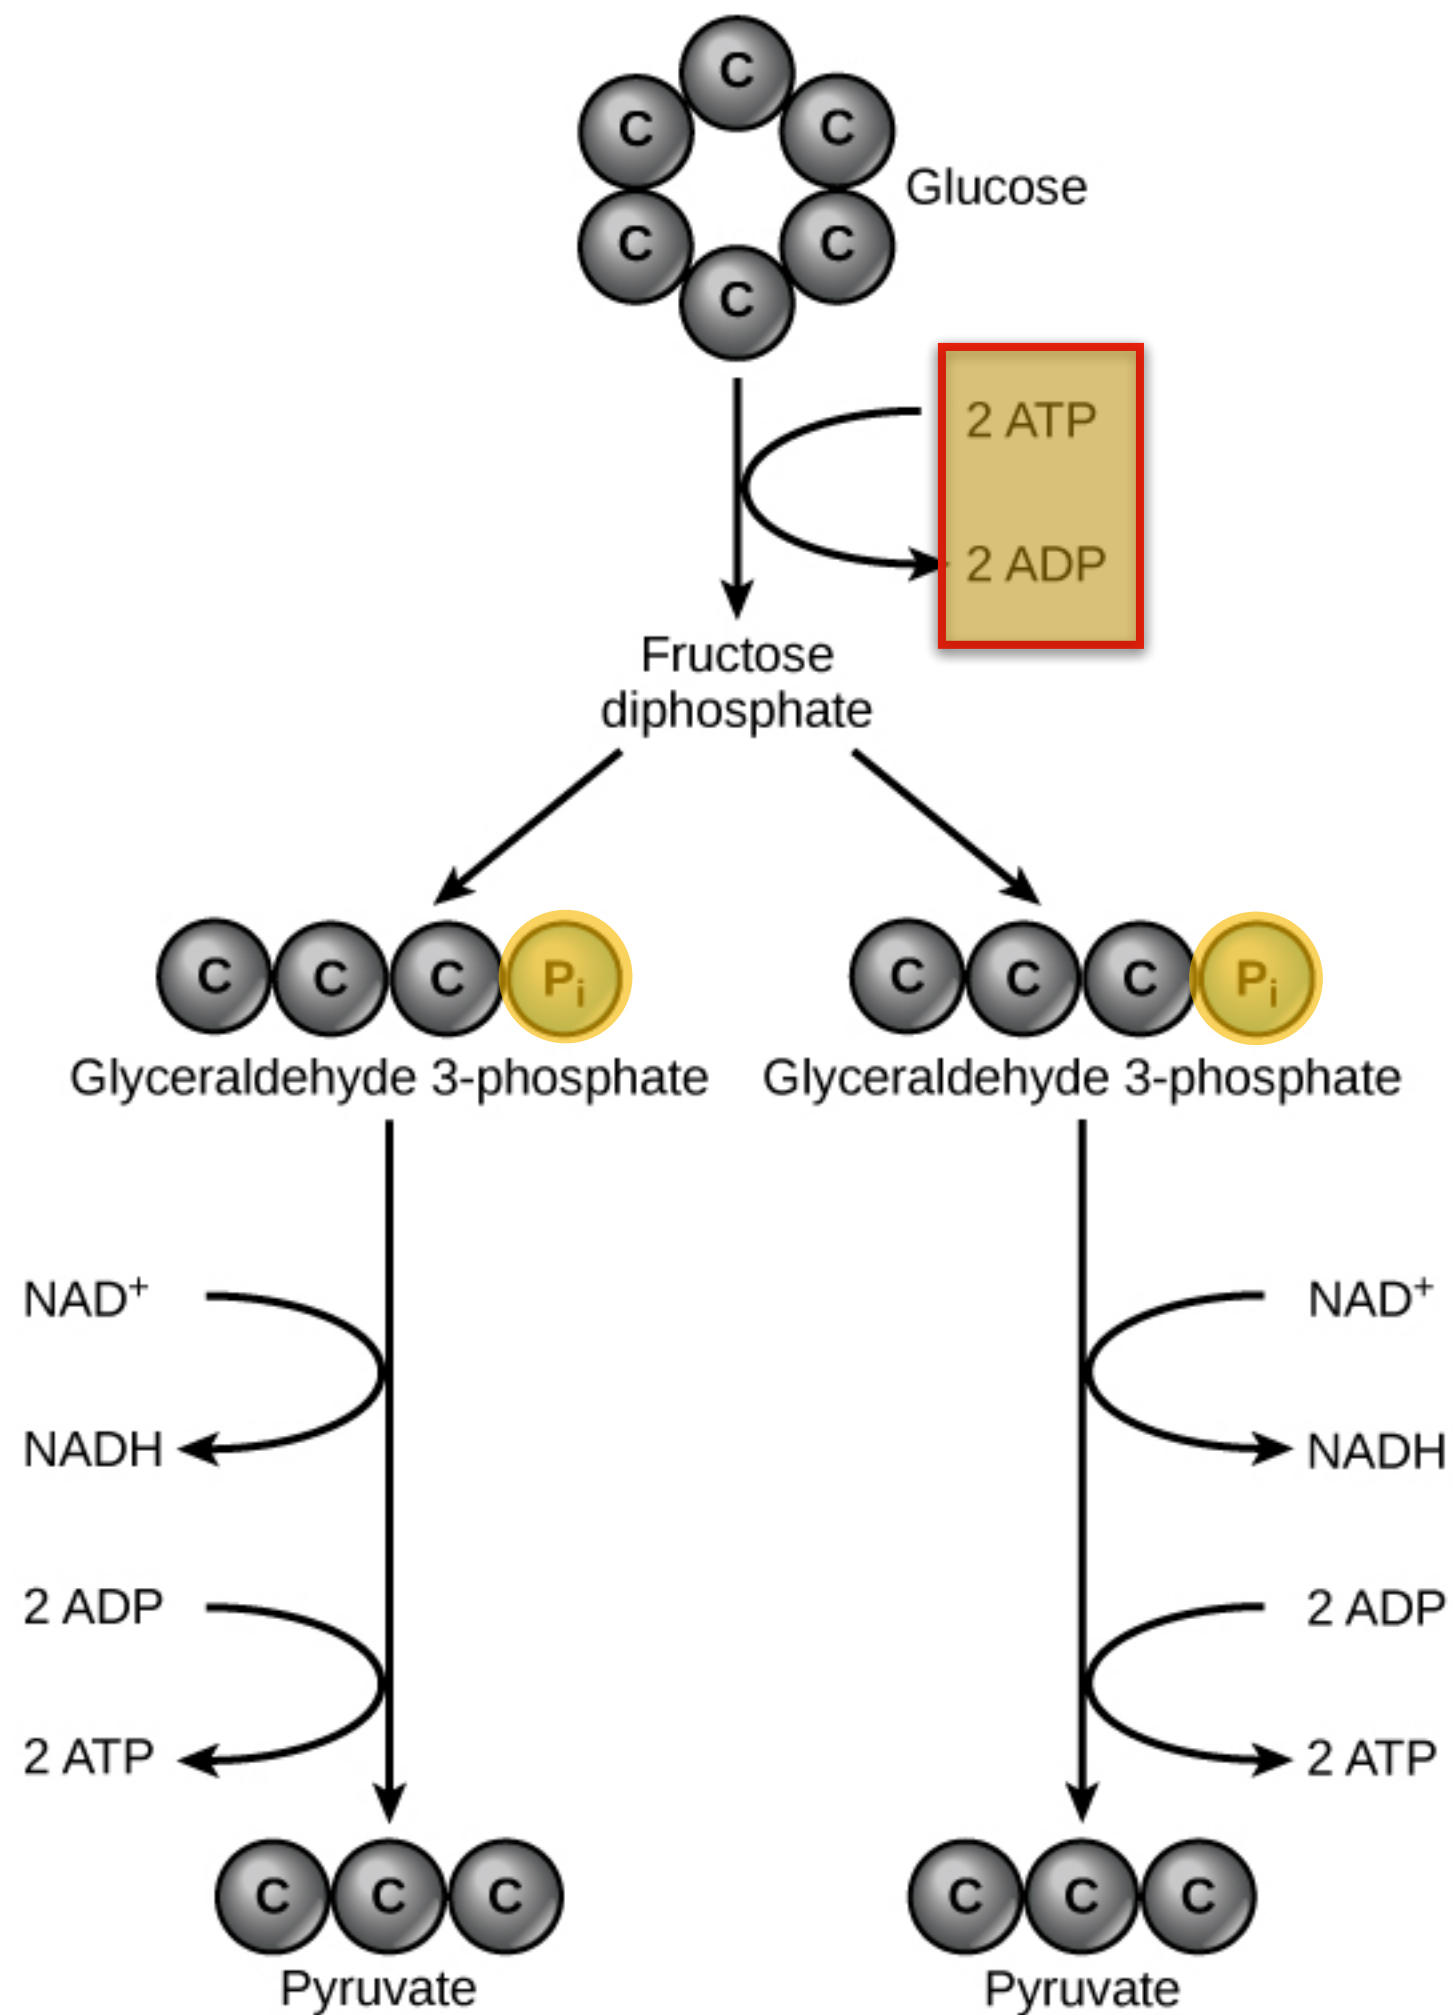 C
C
C
Glucose
C
C
C
2 ATP
2 ADP
Fructose
diphosphate
C C C Pi
C C C Pi
Glyceraldehyde 3-phosphate
Glyceraldehyde 3-phosphate
NAD+
NAD+
NADH
NADH
2 ADP
2 ADP
2 ATP
2 ATP
C C C
C C C
Pyruvate
Pyruvate